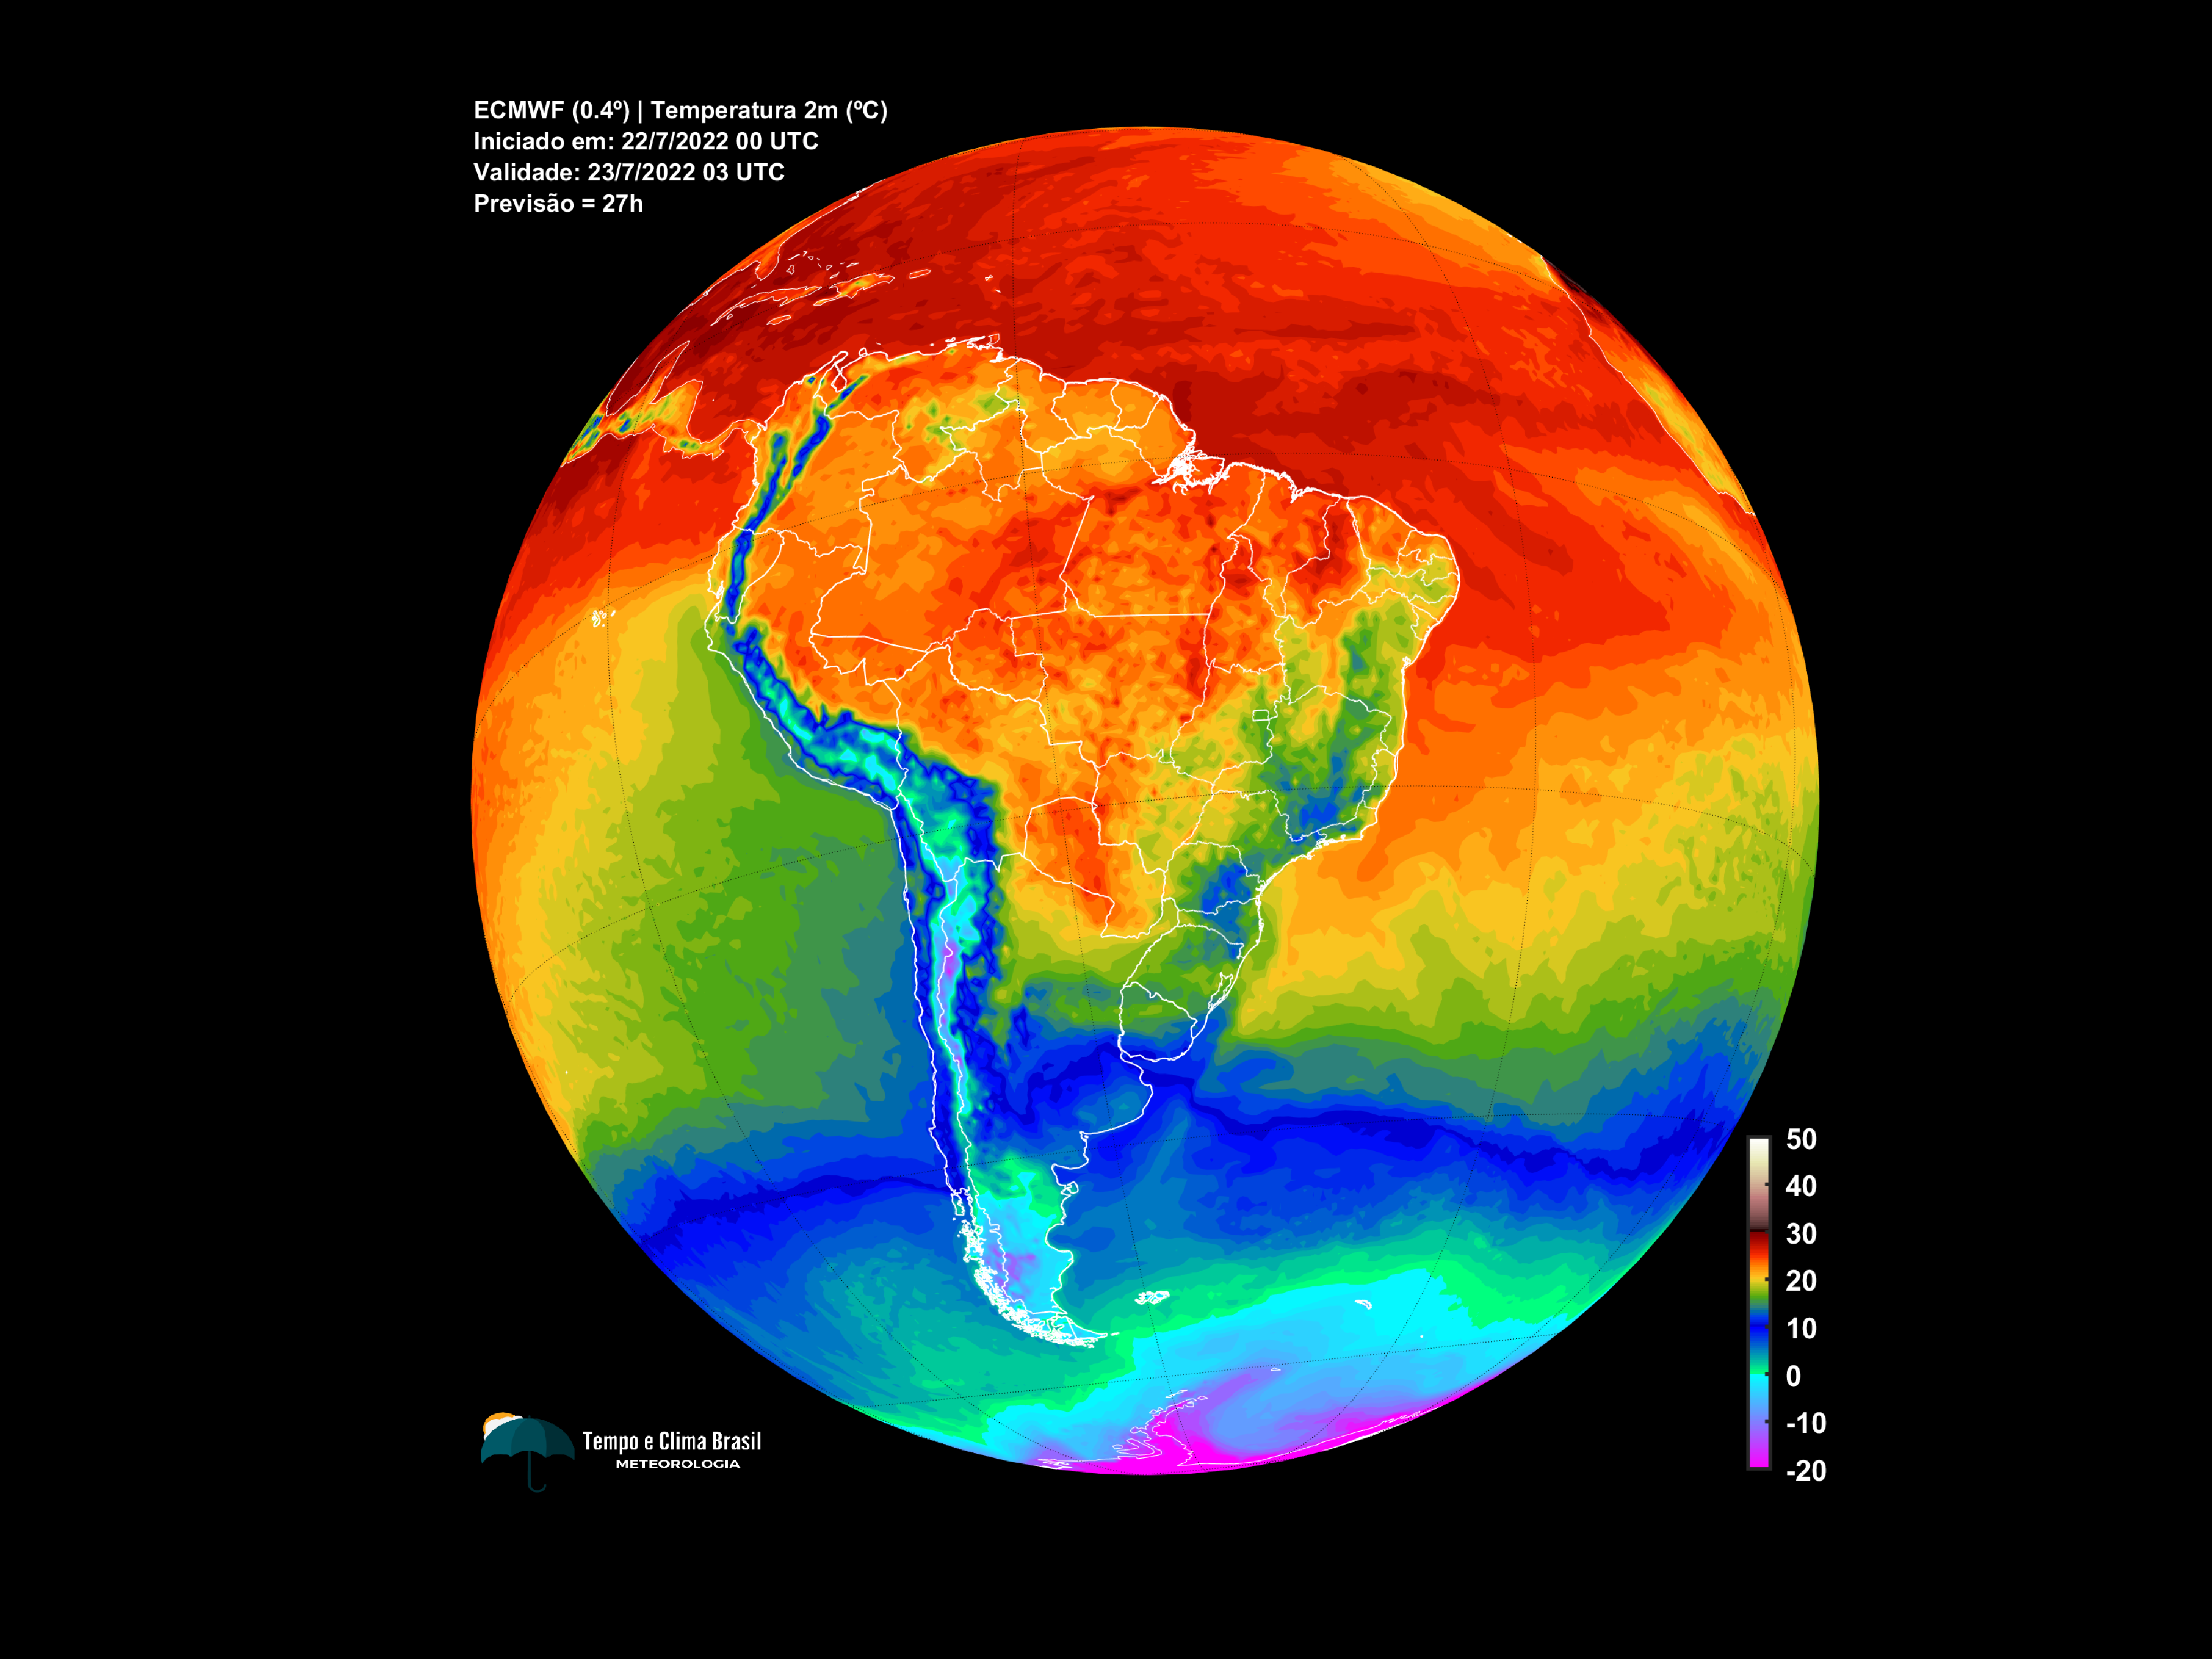 ECMWF (0.4º) | Temperatura 2m (ºC)
Iniciado em: 22/7/2022 00 UTC
Validade: 23/7/2022 03 UTC
Previsão = 27h
50
40
30
20
10
0
-10
-20
Tempo e Clima Brasil
METEOROLOGIA